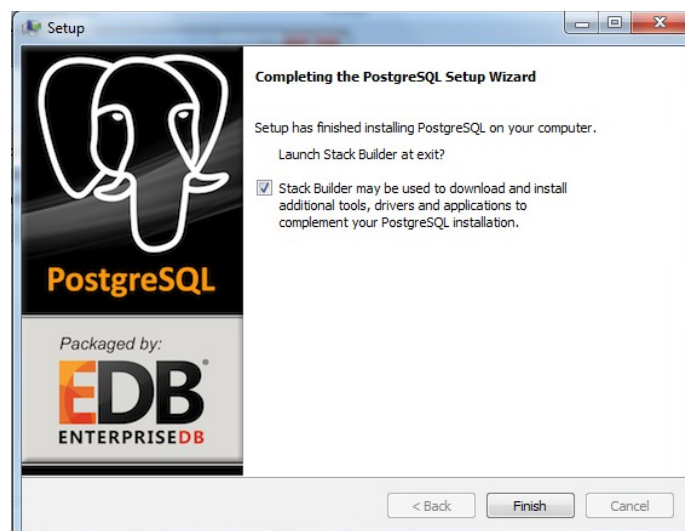 Setup
Completing the PostgreSQL Setup Wizard
Setup has finished installing PostgreSQL on your computer.
Launch Stack Builder at exit?
Stack Builder may be used to download and install
additional tools, drivers and applications to
complement your PostgreSQL installation.
PostgreSQL
Packaged by:
EDB
ENTERPRISEDB
< Back
Finish
Cancel